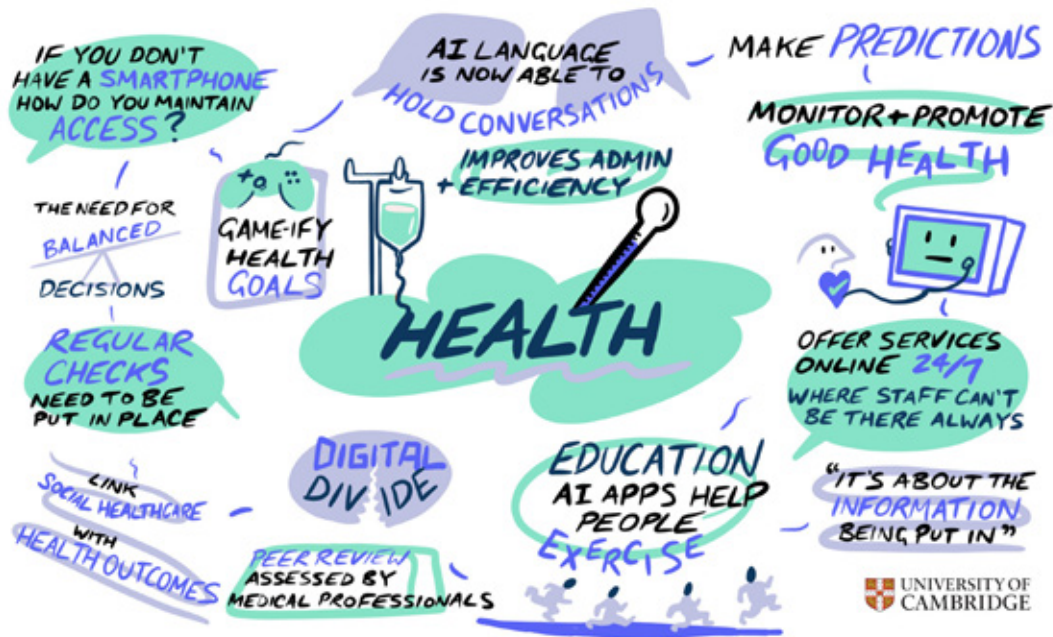 IF YOU DON'T
HAVE A SMARTPHONE
HOW DO YOU MAINTAIN
ACCESS?
AI LANGUAGE
IS NOW ABLE TO
HOLD CONVERSATIONS
MAKE PREDICTIONS
MONITOR + PROMOTE
GOOD HEALTH
IMPROVES ADMIN
+ EFFICIENCY
GAME-IFY
HEALTH
GOALS
THE NEED FOR
BALANCED
DECISIONS
HEALTH
REGULAR
CHECKS
NEED TO BE
PUT IN PLACE
OFFER SERVICES
ONLINE 24/7
WHERE STAFF CAN'T
BE THERE ALWAYS
DIGITAL
DIVIDE
EDUCATION
AI APPS HELP
PEOPLE
EXERCISE
"IT'S ABOUT THE
INFORMATION
BEING PUT IN"
LINK
SOCIAL HEALTHCARE
WITH
HEALTH OUTCOMES
PEER REVIEW
ASSESSED BY
MEDICAL PROFESSIONALS
UNIVERSITY OF
CAMBRIDGE